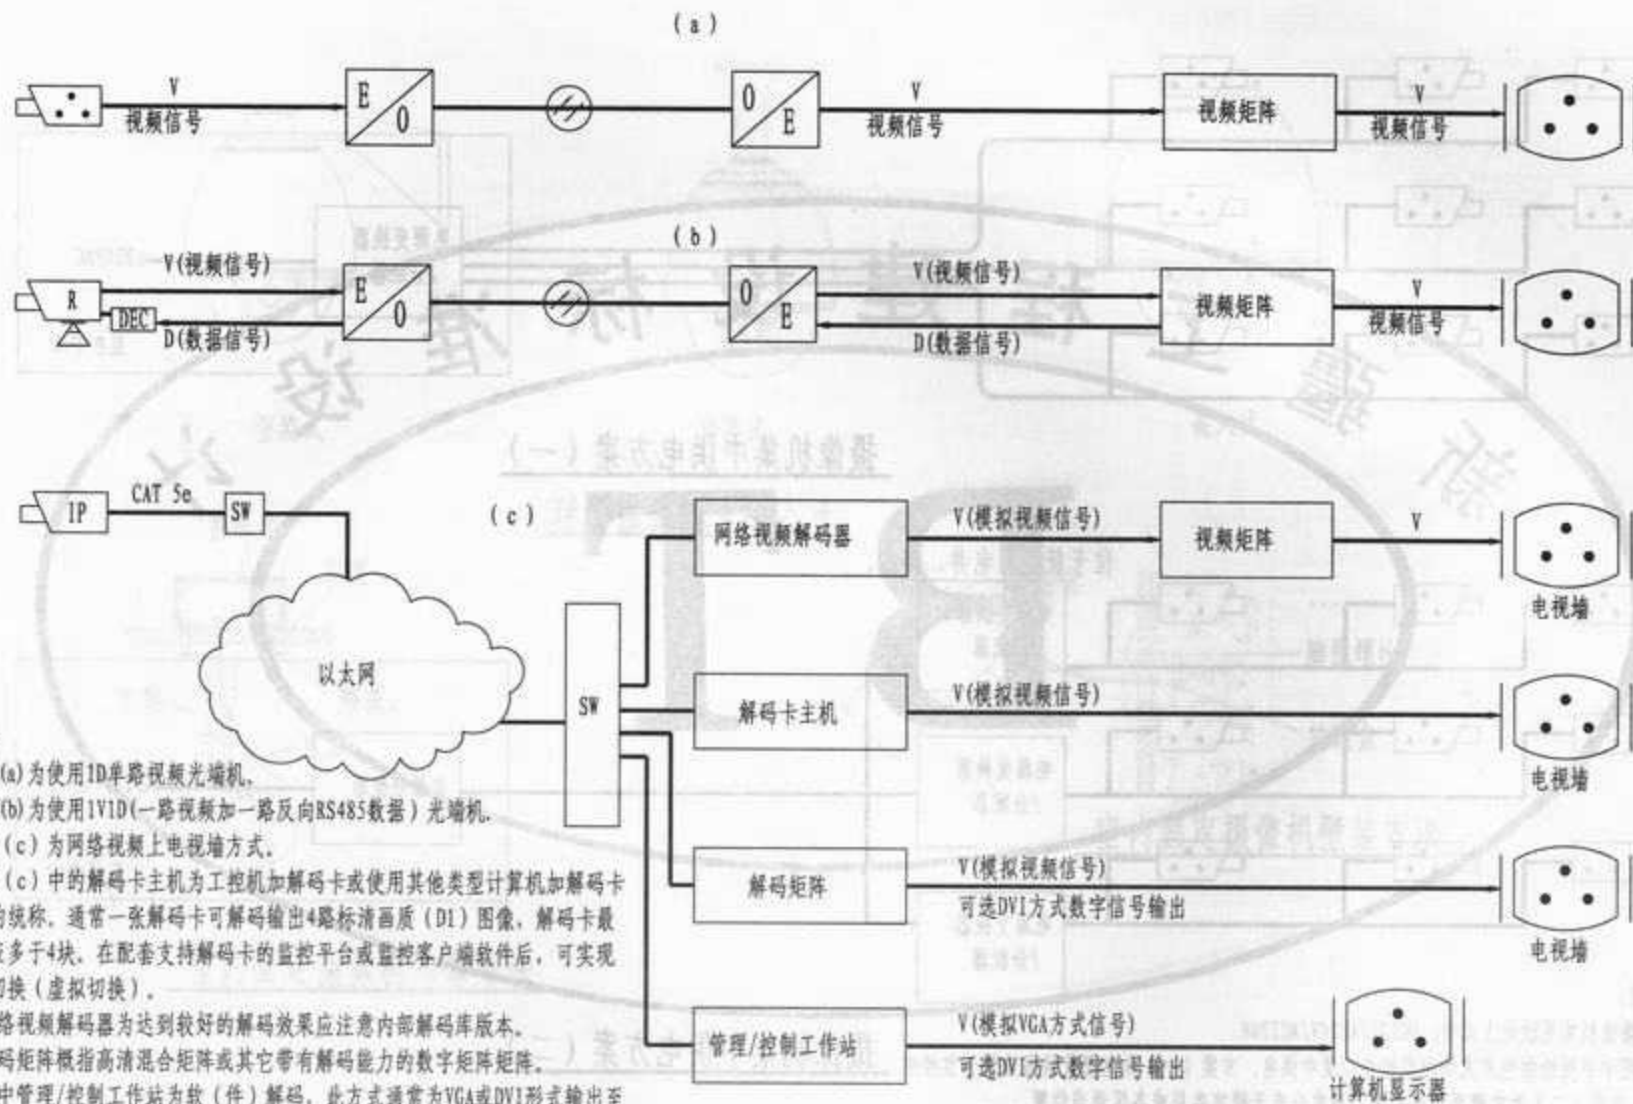 (a)
V
视频信号
E
O
O
E
V
视频信号
视频矩阵
V
视频信号
(b)
V(视频信号)
R
DEC
D(数据信号)
E
O
O
E
V(视频信号)
D(数据信号)
视频矩阵
V
视频信号
IP
CAT 5e
SW
(c)
以太网
SW
网络视频解码器
V(模拟视频信号)
视频矩阵
V
电视墙
解码卡主机
V(模拟视频信号)
电视墙
解码矩阵
V(模拟视频信号)
可选DVI方式数字信号输出
电视墙
管理/控制工作站
V(模拟VGA方式信号)
可选DVI方式数字信号输出
计算机显示器
(a)为使用1D单路视频光端机.
(b)为使用1V1D(一路视频加一路反向RS485数据)光端机.
(c)为网络视频上电视墙方式.
(c)中的解码卡主机为工控机加解码卡或使用其他类型计算机加解码卡
的统称. 通常一张解码卡可解码输出4路标清画质(D1)图像, 解码卡最
多于4块. 在配套支持解码卡的监控平台或监控客户端软件后, 可实现
切换(虚拟切换).
络视频解码器为达到较好的解码效果应注意内部解码库版本.
码矩阵概指高清混合矩阵或其它带有解码能力的数字矩阵矩阵.
中管理/控制工作站为软(件)解码, 此方式通常为VGA或DVI形式输出至